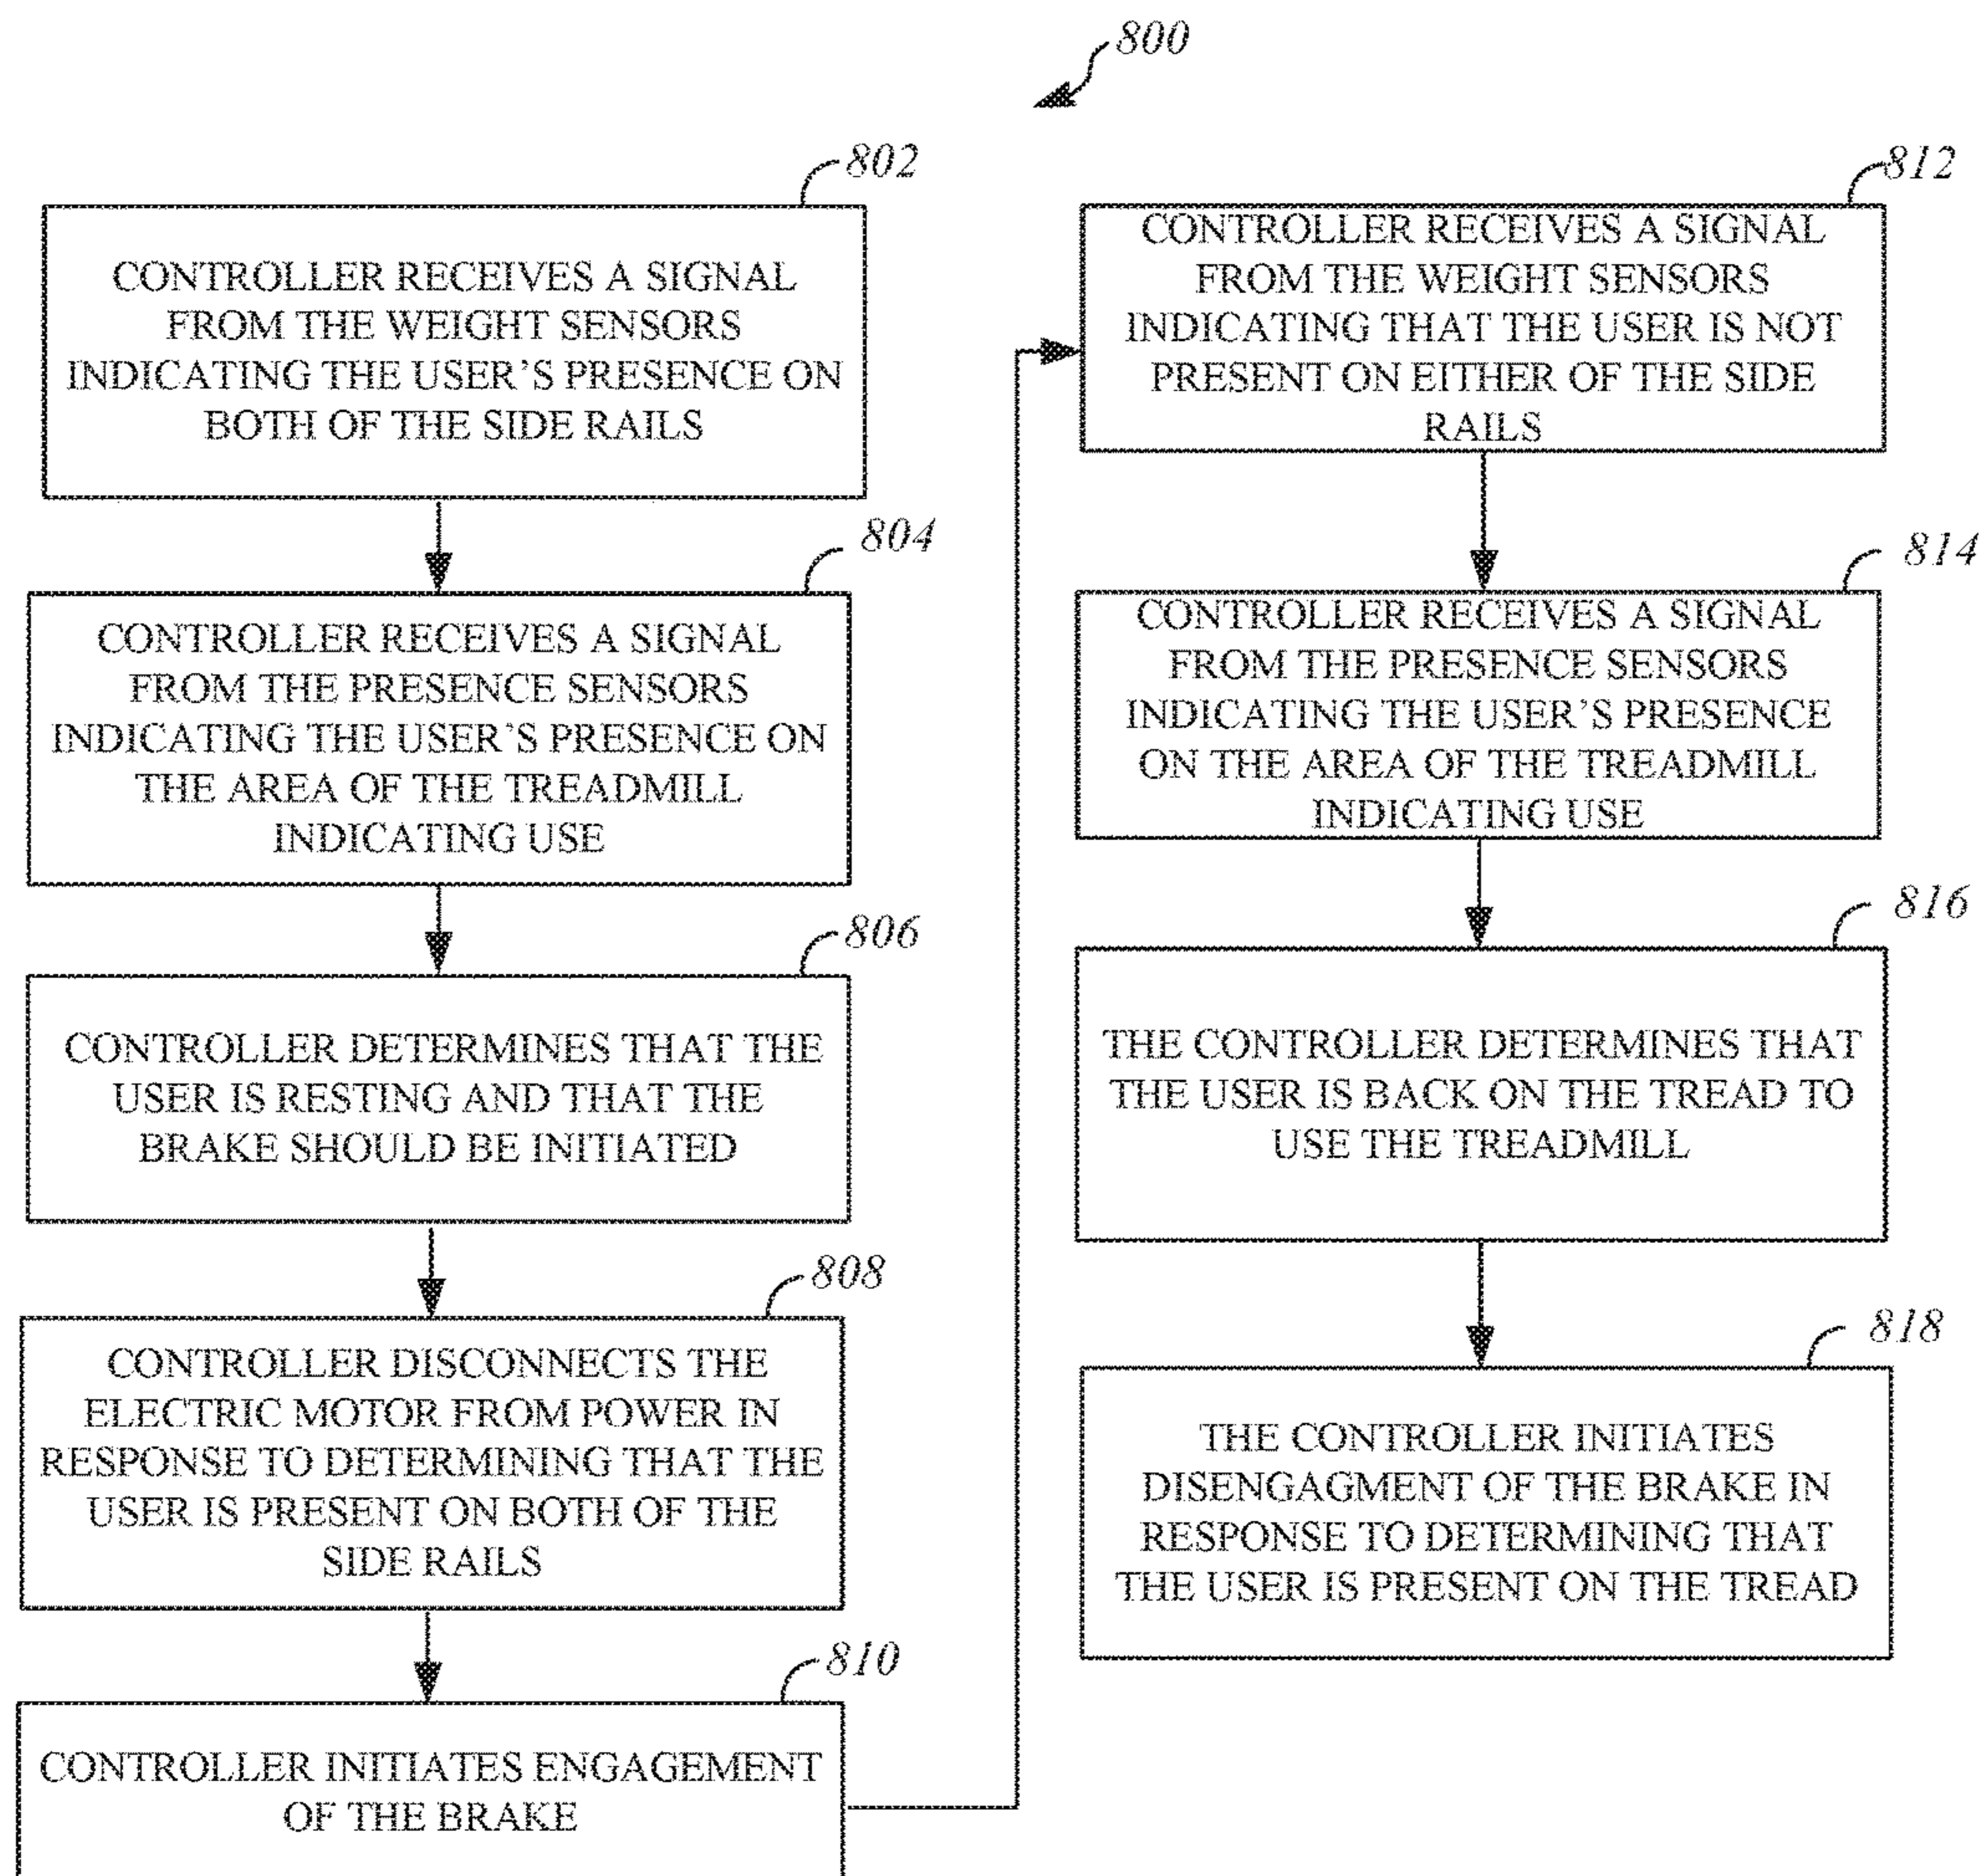 800
802
CONTROLLER RECEIVES A SIGNAL
FROM THE WEIGHT SENSORS
INDICATING THE USER'S PRESENCE ON
BOTH OF THE SIDE RAILS
804
CONTROLLER RECEIVES A SIGNAL
FROM THE PRESENCE SENSORS
INDICATING THE USER'S PRESENCE ON
THE AREA OF THE TREADMILL
INDICATING USE
806
CONTROLLER DETERMINES THAT THE
USER IS RESTING AND THAT THE
BRAKE SHOULD BE INITIATED
808
CONTROLLER DISCONNECTS THE
ELECTRIC MOTOR FROM POWER IN
RESPONSE TO DETERMINING THAT THE
USER IS PRESENT ON BOTH OF THE
SIDE RAILS
810
CONTROLLER INITIATES ENGAGEMENT
OF THE BRAKE
812
CONTROLLER RECEIVES A SIGNAL
FROM THE WEIGHT SENSORS
INDICATING THAT THE USER IS NOT
PRESENT ON EITHER OF THE SIDE
RAILS
814
CONTROLLER RECEIVES A SIGNAL
FROM THE PRESENCE SENSORS
INDICATING THE USER'S PRESENCE
ON THE AREA OF THE TREADMILL
INDICATING USE
816
THE CONTROLLER DETERMINES THAT
THE USER IS BACK ON THE TREAD TO
USE THE TREADMILL
818
THE CONTROLLER INITIATES
DISENGAGMENT OF THE BRAKE IN
RESPONSE TO DETERMINING THAT
THE USER IS PRESENT ON THE TREAD